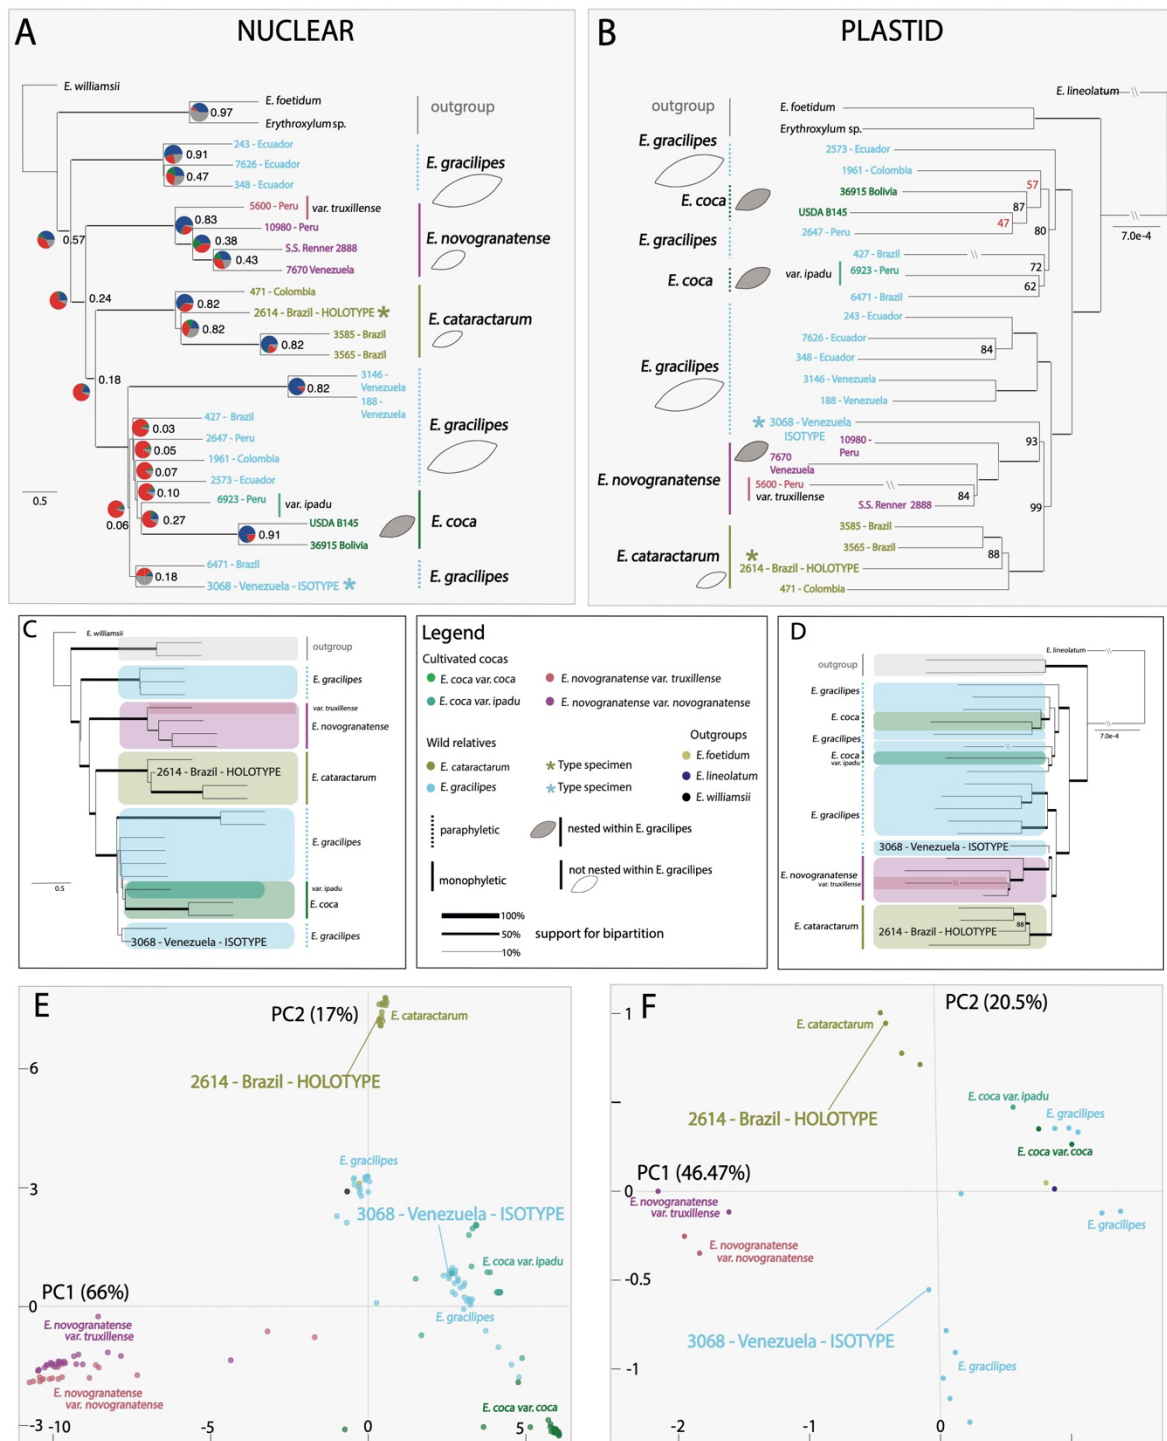 A
NUCLEAR
E. williamsii
E. foetidum
0.97
outgroup
Erythroxylum sp.
243 - Ecuador
0.91
E. gracilipes
7626 - Ecuador
0.47
348 - Ecuador
5600 - Peru
var. truxillense
0.83
10980 - Peru
0.57
0.38
S.S. Renner 2888
E. novogranatense
0.43
7670 Venezuela
471 - Colombia
0.24
0.82
2614 - Brazil - HOLOTYPE *
E. cataractarum
0.82
3585 - Brazil
0.82
3565 - Brazil
0.18
3146 -
Venezuela
0.82
188 -
Venezuela
427 - Brazil
0.03
E. gracilipes
2647 - Peru
0.05
1961 - Colombia
0.07
2573 - Ecuador
0.10
0.5
6923 - Peru
var. ipadu
0.06
0.27
USDA B145
E. coca
0.91
36915 Bolivia
6471 - Brazil
0.18
E. gracilipes
3068 - Venezuela - ISOTYPE *
B
PLASTID
E. lineolatum
outgroup
E. foetidum
Erythroxylum sp.
E. gracilipes
2573 - Ecuador
1961 - Colombia
57
E. coca
36915 Bolivia
87
USDA B145
47
E. gracilipes
2647 - Peru
80
7.0e-4
427 - Brazil
72
E. coca
var. ipadu
6923 - Peru
62
6471 - Brazil
243 - Ecuador
7626 - Ecuador
84
E. gracilipes
348 - Ecuador
3146 - Venezuela
188 - Venezuela
* 3068 - Venezuela
ISOTYPE
93
10980 -
Peru
7670
Venezuela
E. novogranatense
5600 - Peru
var. truxillense
84
S.S. Renner 2888
99
3585 - Brazil
E. cataractarum
3565 - Brazil
88
*
2614 - Brazil - HOLOTYPE
471 - Colombia
C
E. williamsii
outgroup
E. gracilipes
var. truxillense
E. novogranatense
2614 - Brazil - HOLOTYPE
E. cataractarum
E. gracilipes
0.5
var. ipadu
E. coca
3068 - Venezuela - ISOTYPE
E. gracilipes
Legend
Cultivated cocas
E. coca var. coca
E. novogranatense var. truxillense
E. coca var. ipadu
E. novogranatense var. novogranatense
Wild relatives
Outgroups
E. cataractarum
* Type specimen
E. foetidum
E. gracilipes
* Type specimen
E. lineolatum
E. williamsii
paraphyletic
nested within E. gracilipes
monophyletic
not nested within E. gracilipes
100%
50%
support for bipartition
10%
D
E. lineolatum
outgroup
E. gracilipes
E. coca
E. gracilipes
7.0e-4
E. coca
var. ipadu
E. gracilipes
3068 - Venezuela - ISOTYPE
E. novogranatense
var. truxillense
E. cataractarum
88
2614 - Brazil - HOLOTYPE
E
PC2 (17%)
E. cataractarum
6
2614 - Brazil - HOLOTYPE
E. gracilipes
3
3068 - Venezuela - ISOTYPE
E. coca var. ipadu
PC1 (66%)
0
E. gracilipes
E. novogranatense
var. truxillense
E. novogranatense
var. novogranatense
E. coca var. coca
-3
-10
-5
0
5
F
PC2 (20.5%)
1
E. cataractarum
E. coca var. ipadu
E. gracilipes
2614 - Brazil - HOLOTYPE
E. coca var. coca
PC1 (46.47%)
0
E. novogranatense
var. truxillense
E. gracilipes
E. novogranatense
var. novogranatense
-0.5
3068 - Venezuela - ISOTYPE
E. gracilipes
-1
-2
-1
0